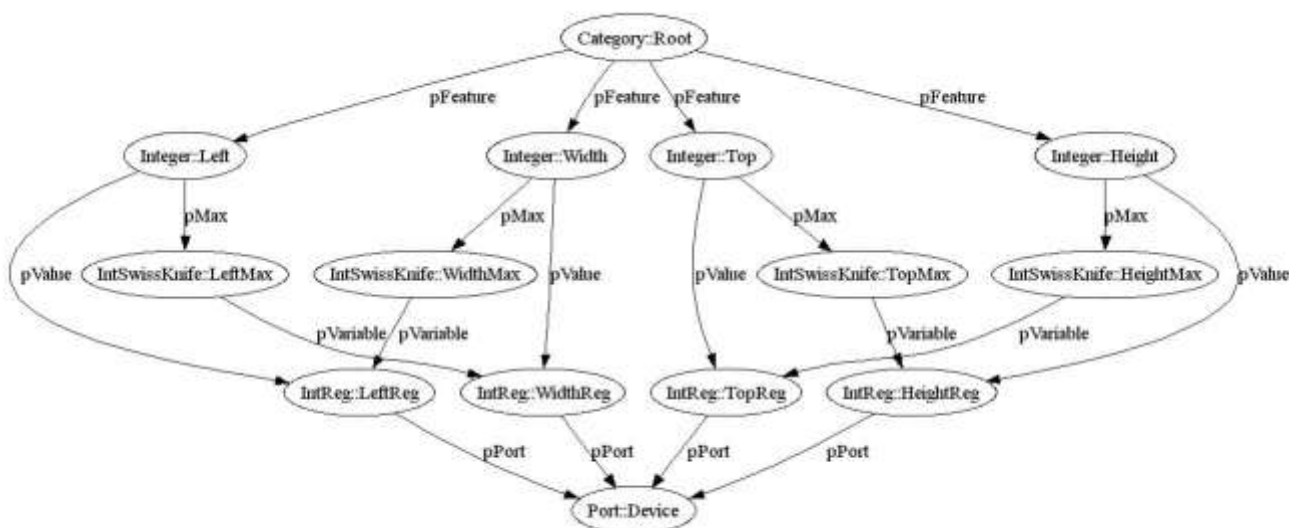 Category::Root
pFeature
pFeature
pFeature
pFeature
Integer::Left
Integer::Width
Integer::Top
Integer::Height
pMax
pMax
pMax
pMax
pValue
IntSwissKnife::LeftMax
IntSwissKnife::WidthMax
pValue
pValue
IntSwissKnife::TopMax
IntSwissKnife::HeightMax
pValue
pVariable
pVariable
pVariable
pVariable
IntReg::LeftReg
IntReg::WidthReg
IntReg::TopReg
IntReg::HeightReg
pPort
pPort
pPort
pPort
Port::Device